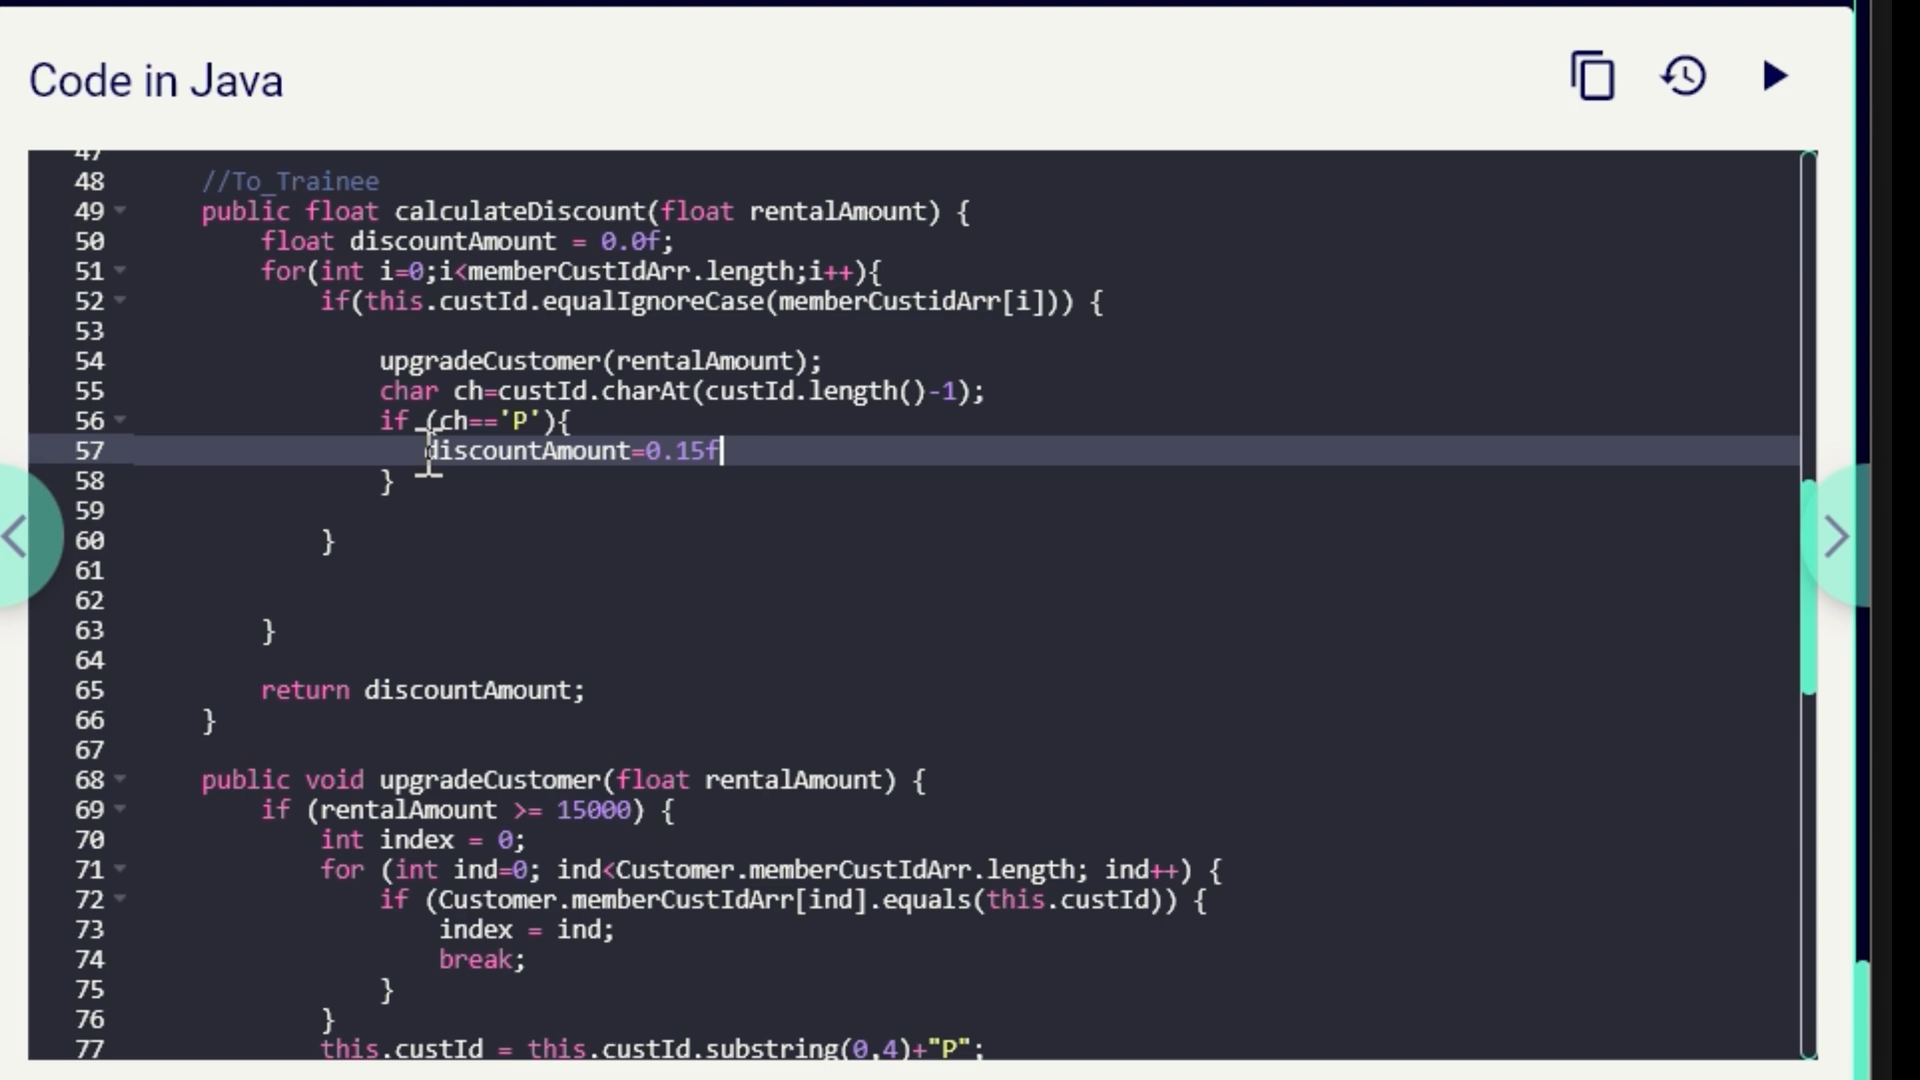 Code in Java
47
48 //To_Trainee
49 public float calculateDiscount(float rentalAmount) {
50 float discountAmount = 0.0f;
51 for(int i=0;i<memberCustIdArr.length;i++){
52 if(this.custId.equalIgnoreCase(memberCustidArr[i])) {
53
54 upgradeCustomer(rentalAmount);
55 char ch=custId.charAt(custId.length()-1);
56 if (ch=='P'){
57 discountAmount=0.15f
58 }
59
60 }
61
62
63 }
64
65 return discountAmount;
66 }
67
68 public void upgradeCustomer(float rentalAmount) {
69 if (rentalAmount >= 15000) {
70 int index = 0;
71 for (int ind=0; ind<Customer.memberCustIdArr.length; ind++) {
72 if (Customer.memberCustIdArr[ind].equals(this.custId)) {
73 index = ind;
74 break;
75 }
76 }
77 this.custId = this.custId.substring(0,4)+"P";